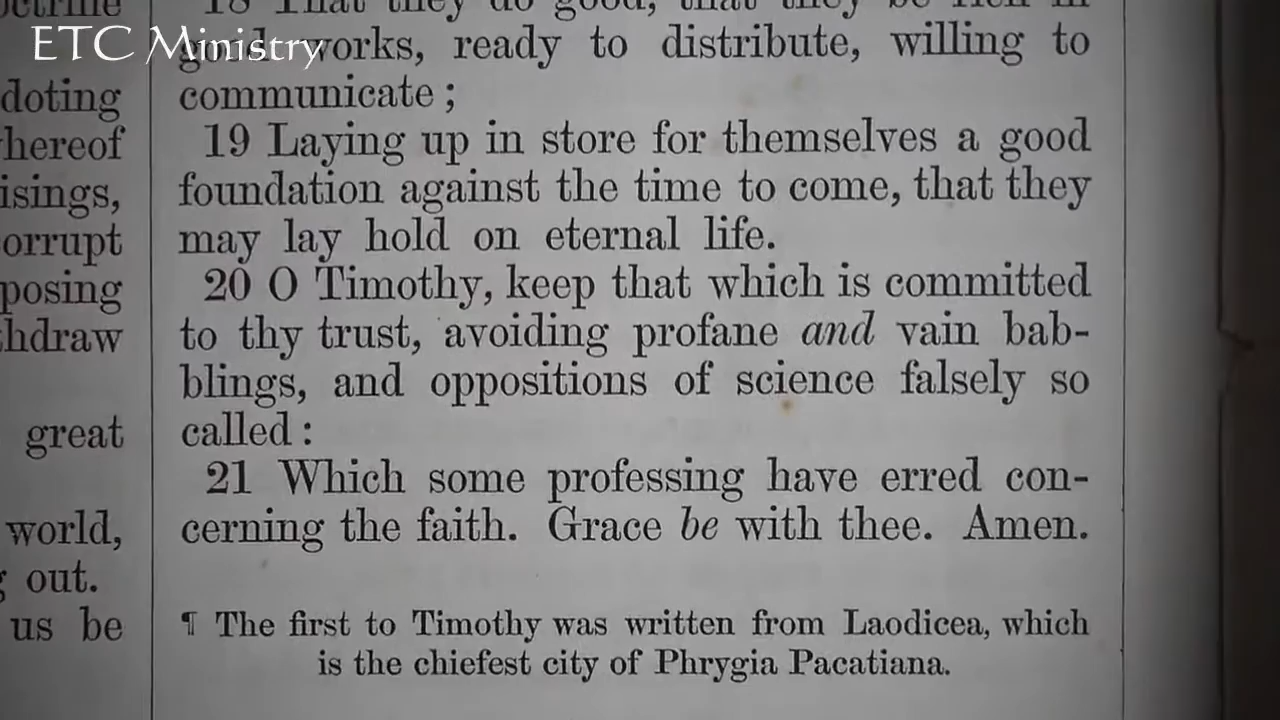 ETC Ministry
18 That they do good, that they be rich in
good works, ready to distribute, willing to
communicate ;
19 Laying up in store for themselves a good
foundation against the time to come, that they
may lay hold on eternal life.
20 O Timothy, keep that which is committed
to thy trust, avoiding profane and vain bab-
blings, and oppositions of science falsely so
called :
21 Which some professing have erred con-
cerning the faith. Grace be with thee. Amen.
¶ The first to Timothy was written from Laodicea, which
is the chiefest city of Phrygia Pacatiana.
doting
hereof
isings,
orrupt
posing
hdraw
great
world,
out.
us be